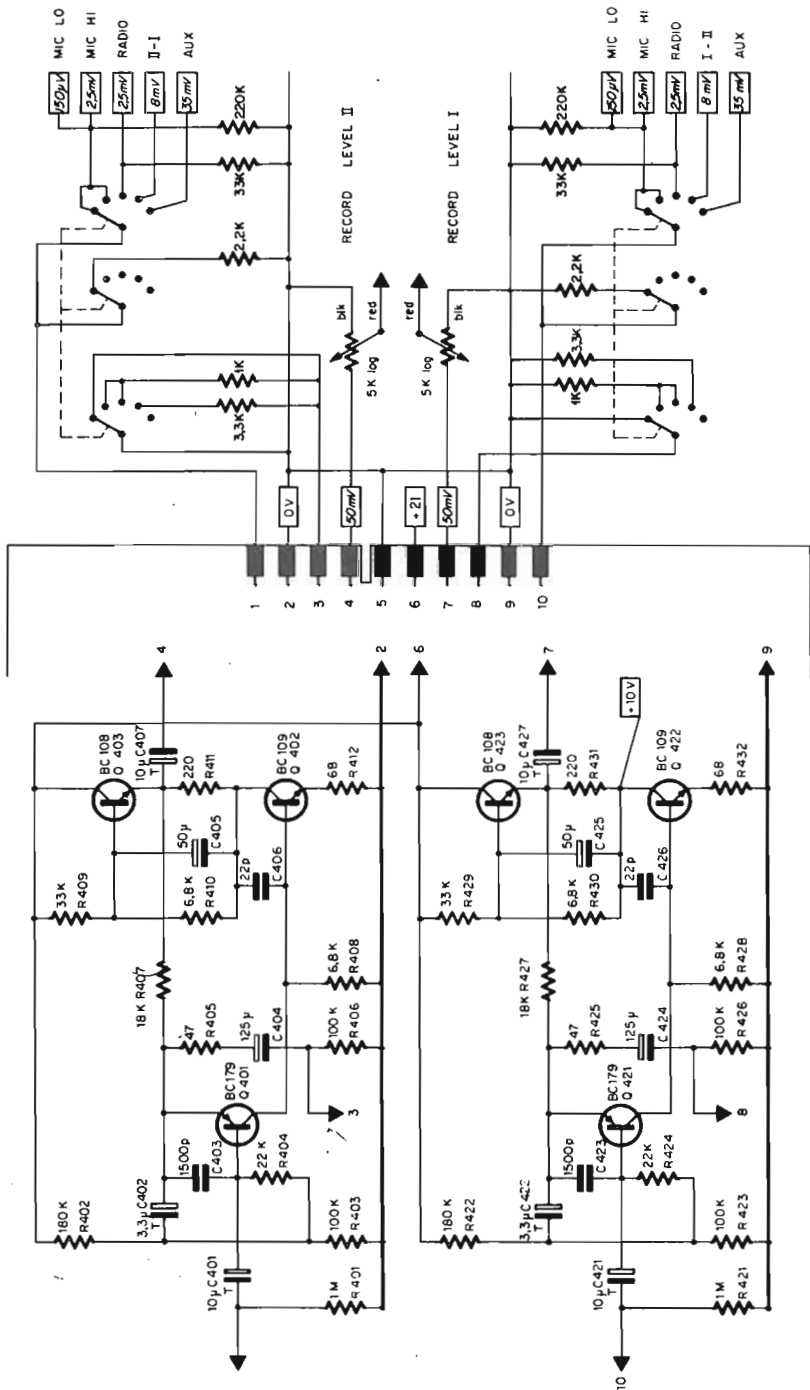 150µV MIC LO
2,5mV MIC HI
25mV RADIO
8mV II-I
35mV AUX
220K
33K
2,2K
1K
3,3K
RECORD LEVEL II
blk
red
5K log
RECORD LEVEL I
red
blk
5K log
150µV MIC LO
2,5mV MIC HI
25mV RADIO
8mV I-II
35mV AUX
220K
33K
2,2K
3,3K
1K
0V
50mV
+21
50mV
0V
1
2
3
4
5
6
7
8
9
10
4
2
6
7
9
BC 108
Q 403
10µ C407
T
220
R411
BC 109
Q 402
68
R412
50µ
C405
22p
C406
33K
R409
6,8K
R410
18K R407
6,8K
R408
47
R405
125µ
C404
100K
R406
3
BC179
Q 401
1500p
C403
22K
R404
3,3µ C402
T
180K
R402
100K
R403
10µ C401
T
1M
R401
BC 108
Q 423
10µ C427
T
220
R431
+10V
BC 109
Q 422
68
R432
50µ
C425
22p
C426
33K
R429
6,8K
R430
18K R427
6,8K
R428
47
R425
125µ
C424
100K
R426
8
BC179
Q 421
1500p
C423
22K
R424
3,3µ C422
T
180K
R422
100K
R423
10µ C421
T
1M
R421
10